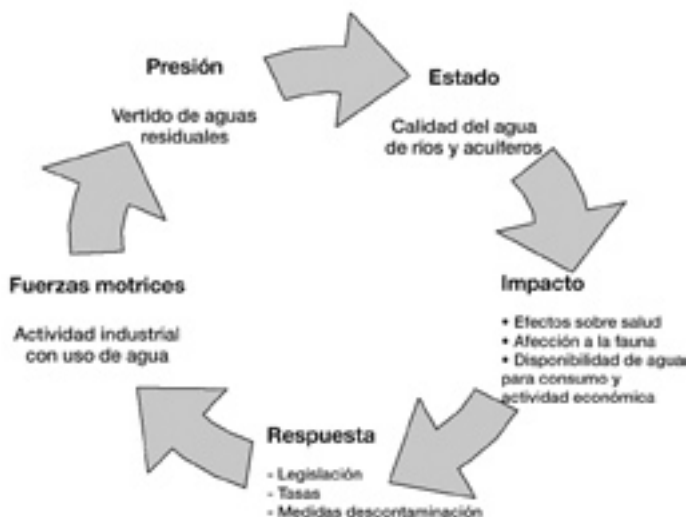 Presión
Vertido de aguas
residuales
Estado
Calidad del agua
de ríos y acuíferos
Impacto
• Efectos sobre salud
• Afección a la fauna
• Disponibilidad de agua
para consumo y
actividad económica
Respuesta
- Legislación
- Tasas
- Medidas descontaminación
Fuerzas motrices
Actividad industrial
con uso de agua